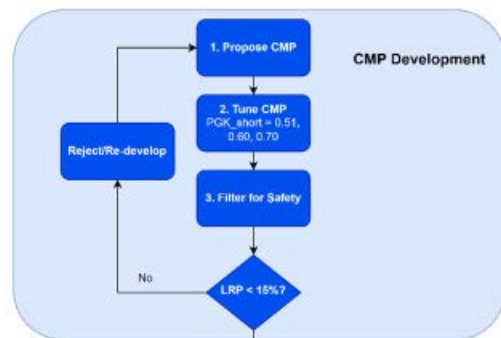 1. Propose CMP
CMP Development
2. Tune CMP
PGK_short = 0.51,
0.60, 0.70
Reject/Re-develop
3. Filter for Safety
No
LRP < 15%?